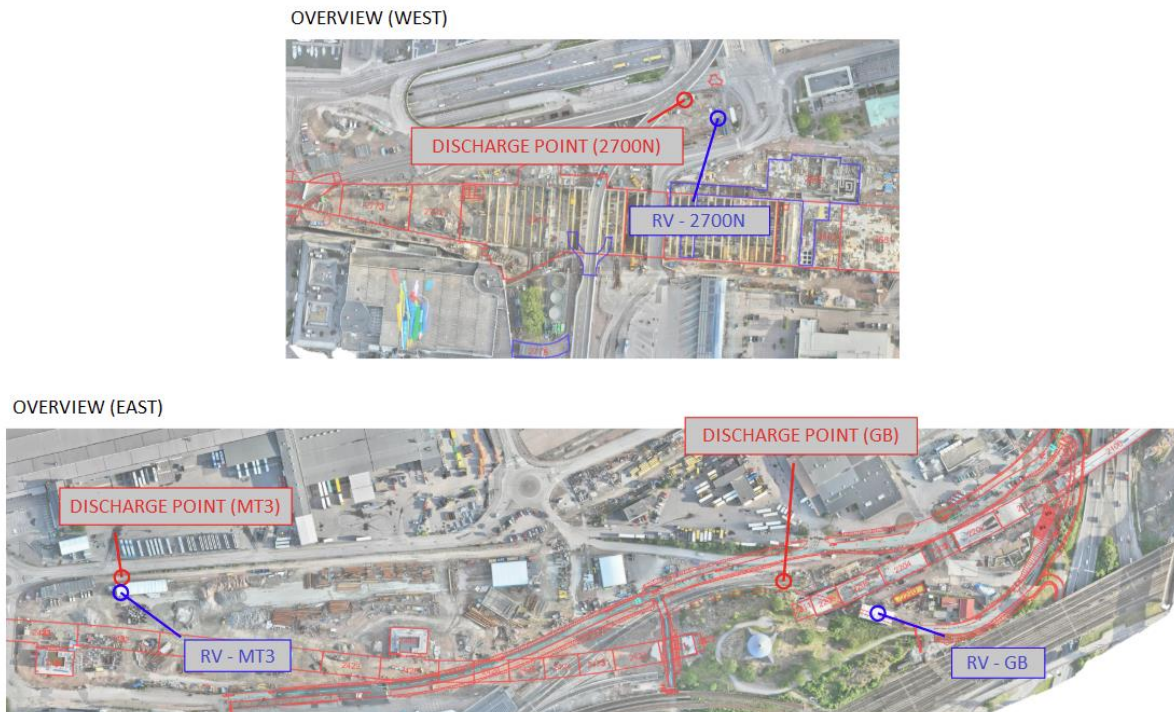 OVERVIEW (WEST)
DISCHARGE POINT (2700N)
RV - 2700N
OVERVIEW (EAST)
DISCHARGE POINT (GB)
DISCHARGE POINT (MT3)
RV - MT3
RV - GB